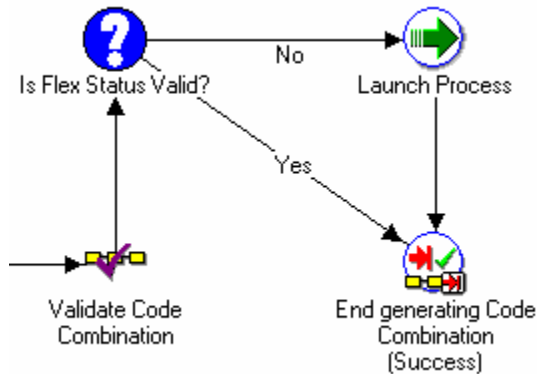 No
Is Flex Status Valid?
Launch Process
Yes
Validate Code
Combination
End generating Code
Combination
(Success)